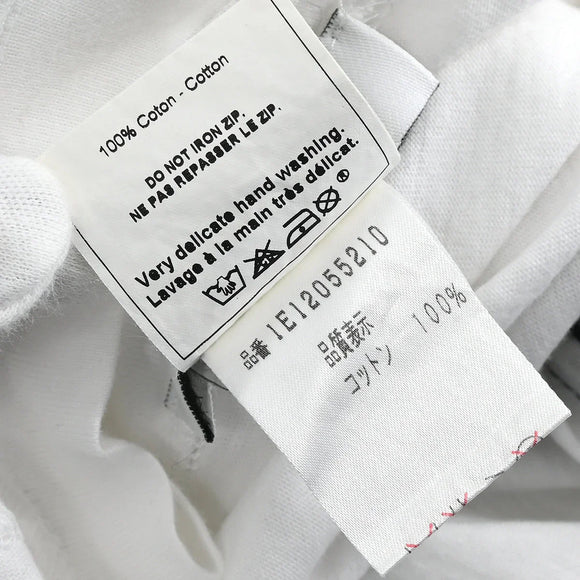 100% Coton - Cotton
DO NOT IRON ZIP.
NE PAS REPASSER LE ZIP.
Very delicate hand washing.
Lavage à la main très délicat.
品番 1E12055210
品質表示
コットン 100%